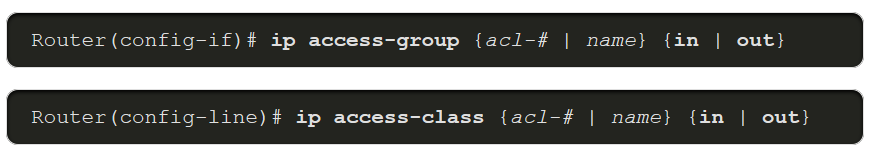 Router(config-if)# ip access-group {acl-# | name} {in | out}
Router(config-line)# ip access-class {acl-# | name} {in | out}